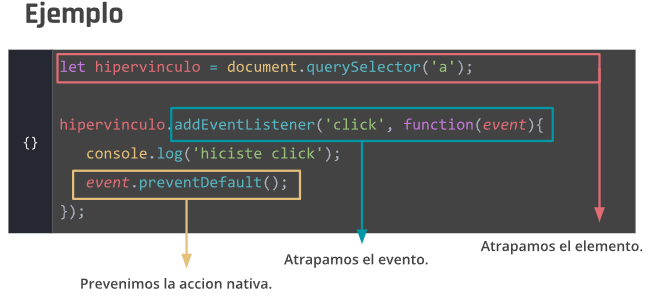 Ejemplo
{}
let hipervinculo = document.querySelector('a');
hipervinculo.addEventListener('click', function(event){
console.log('hiciste click');
event.preventDefault();
});
Atrapamos el elemento.
Atrapamos el evento.
Prevenimos la accion nativa.